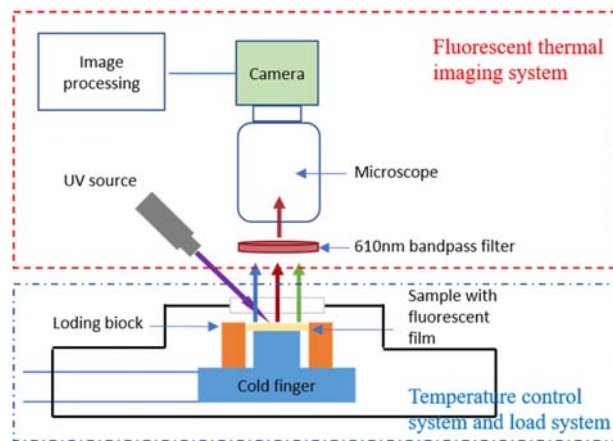 Image
processing
Camera
Fluorescent thermal
imaging system
UV source
Microscope
610nm bandpass filter
Loding biock
Sample with
fluorescent
film
Cold finger
Temperature control
system and load system